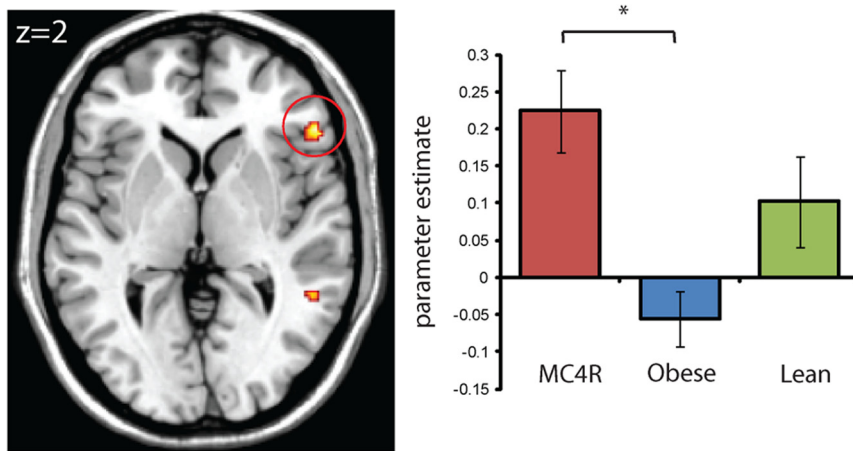 z=2
*
parameter estimate
0.3
0.25
0.2
0.15
0.1
0.05
0
-0.05
-0.1
-0.15
MC4R
Obese
Lean